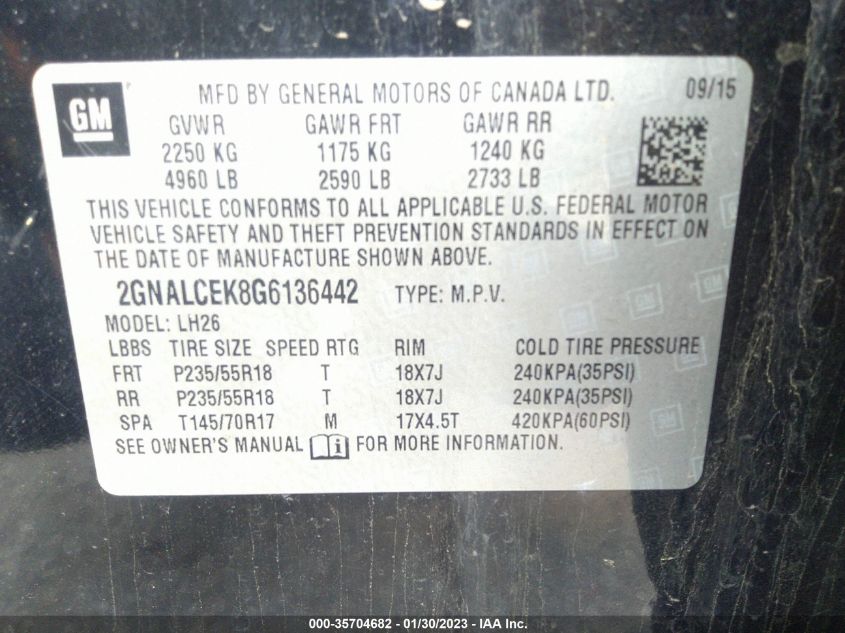 GM MFD BY GENERAL MOTORS OF CANADA LTD. 09/15
GVWR GAWR FRT GAWR RR
2250 KG 1175 KG 1240 KG
4960 LB 2590 LB 2733 LB
THIS VEHICLE CONFORMS TO ALL APPLICABLE U.S. FEDERAL MOTOR
VEHICLE SAFETY AND THEFT PREVENTION STANDARDS IN EFFECT ON
THE DATE OF MANUFACTURE SHOWN ABOVE.
2GNALCEK8G6136442 TYPE: M.P.V.
MODEL: LH26
LBBS TIRE SIZE SPEED RTG RIM COLD TIRE PRESSURE
FRT P235/55R18 T 18X7J 240KPA(35PSI)
RR P235/55R18 T 18X7J 240KPA(35PSI)
SPA T145/70R17 M 17X4.5T 420KPA(60PSI)
SEE OWNER'S MANUAL i FOR MORE INFORMATION.
000-35704682 - 01/30/2023 - IAA Inc.